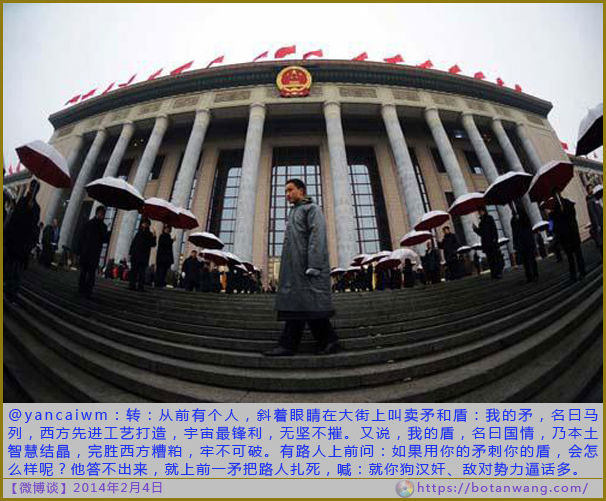 @yancaiwm：转：从前有个人，斜着眼睛在大街上叫卖矛和盾：我的矛，名曰马
列，西方先进工艺打造，宇宙最锋利，无坚不摧。又说，我的盾，名曰国情，乃本土
智慧结晶，完胜西方糟粕，牢不可破。有路人上前问：如果用你的矛刺你的盾，会怎
么样呢？他答不出来，就上前一矛把路人扎死，喊：就你狗汉奸、敌对势力逼话多。
【微博谈】2014年2月4日
https://botanwang.com/